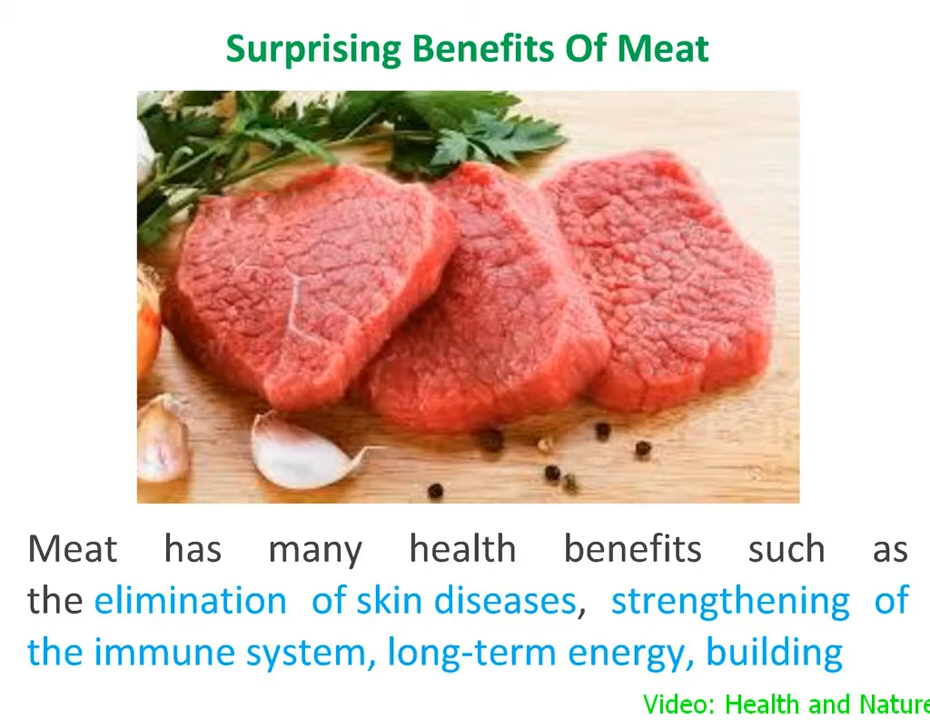 Surprising Benefits Of Meat
Meat has many health benefits such as
the elimination of skin diseases, strengthening of
the immune system, long-term energy, building
Video: Health and Nature